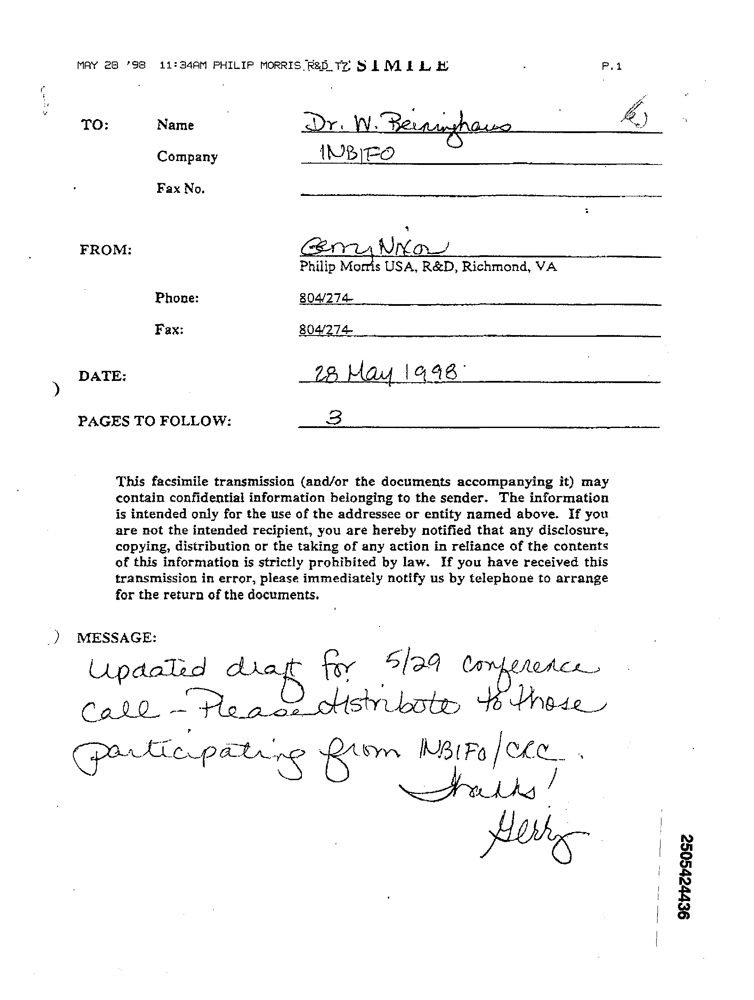 MAY 28 '98 11:34AM PHILIP MORRIS R&D TZ SIMILE P.1
TO: Name Dr. W. Reininghaus
Company INBIFO
Fax No.
FROM: Gerry Nixon
Philip Morris USA, R&D, Richmond, VA
Phone: 804/274-
Fax: 804/274-
DATE: 28 May 1998
PAGES TO FOLLOW: 3
This facsimile transmission (and/or the documents accompanying it) may
contain confidential information belonging to the sender. The information
is intended only for the use of the addressee or entity named above. If you
are not the intended recipient, you are hereby notified that any disclosure,
copying, distribution or the taking of any action in reliance of the contents
of this information is strictly prohibited by law. If you have received this
transmission in error, please immediately notify us by telephone to arrange
for the return of the documents.
MESSAGE:
Updated draft for 5/29 conference
call - Please distribute to those
participating from INBIFO/CRC.
Thanks!
Gerry
2505424436